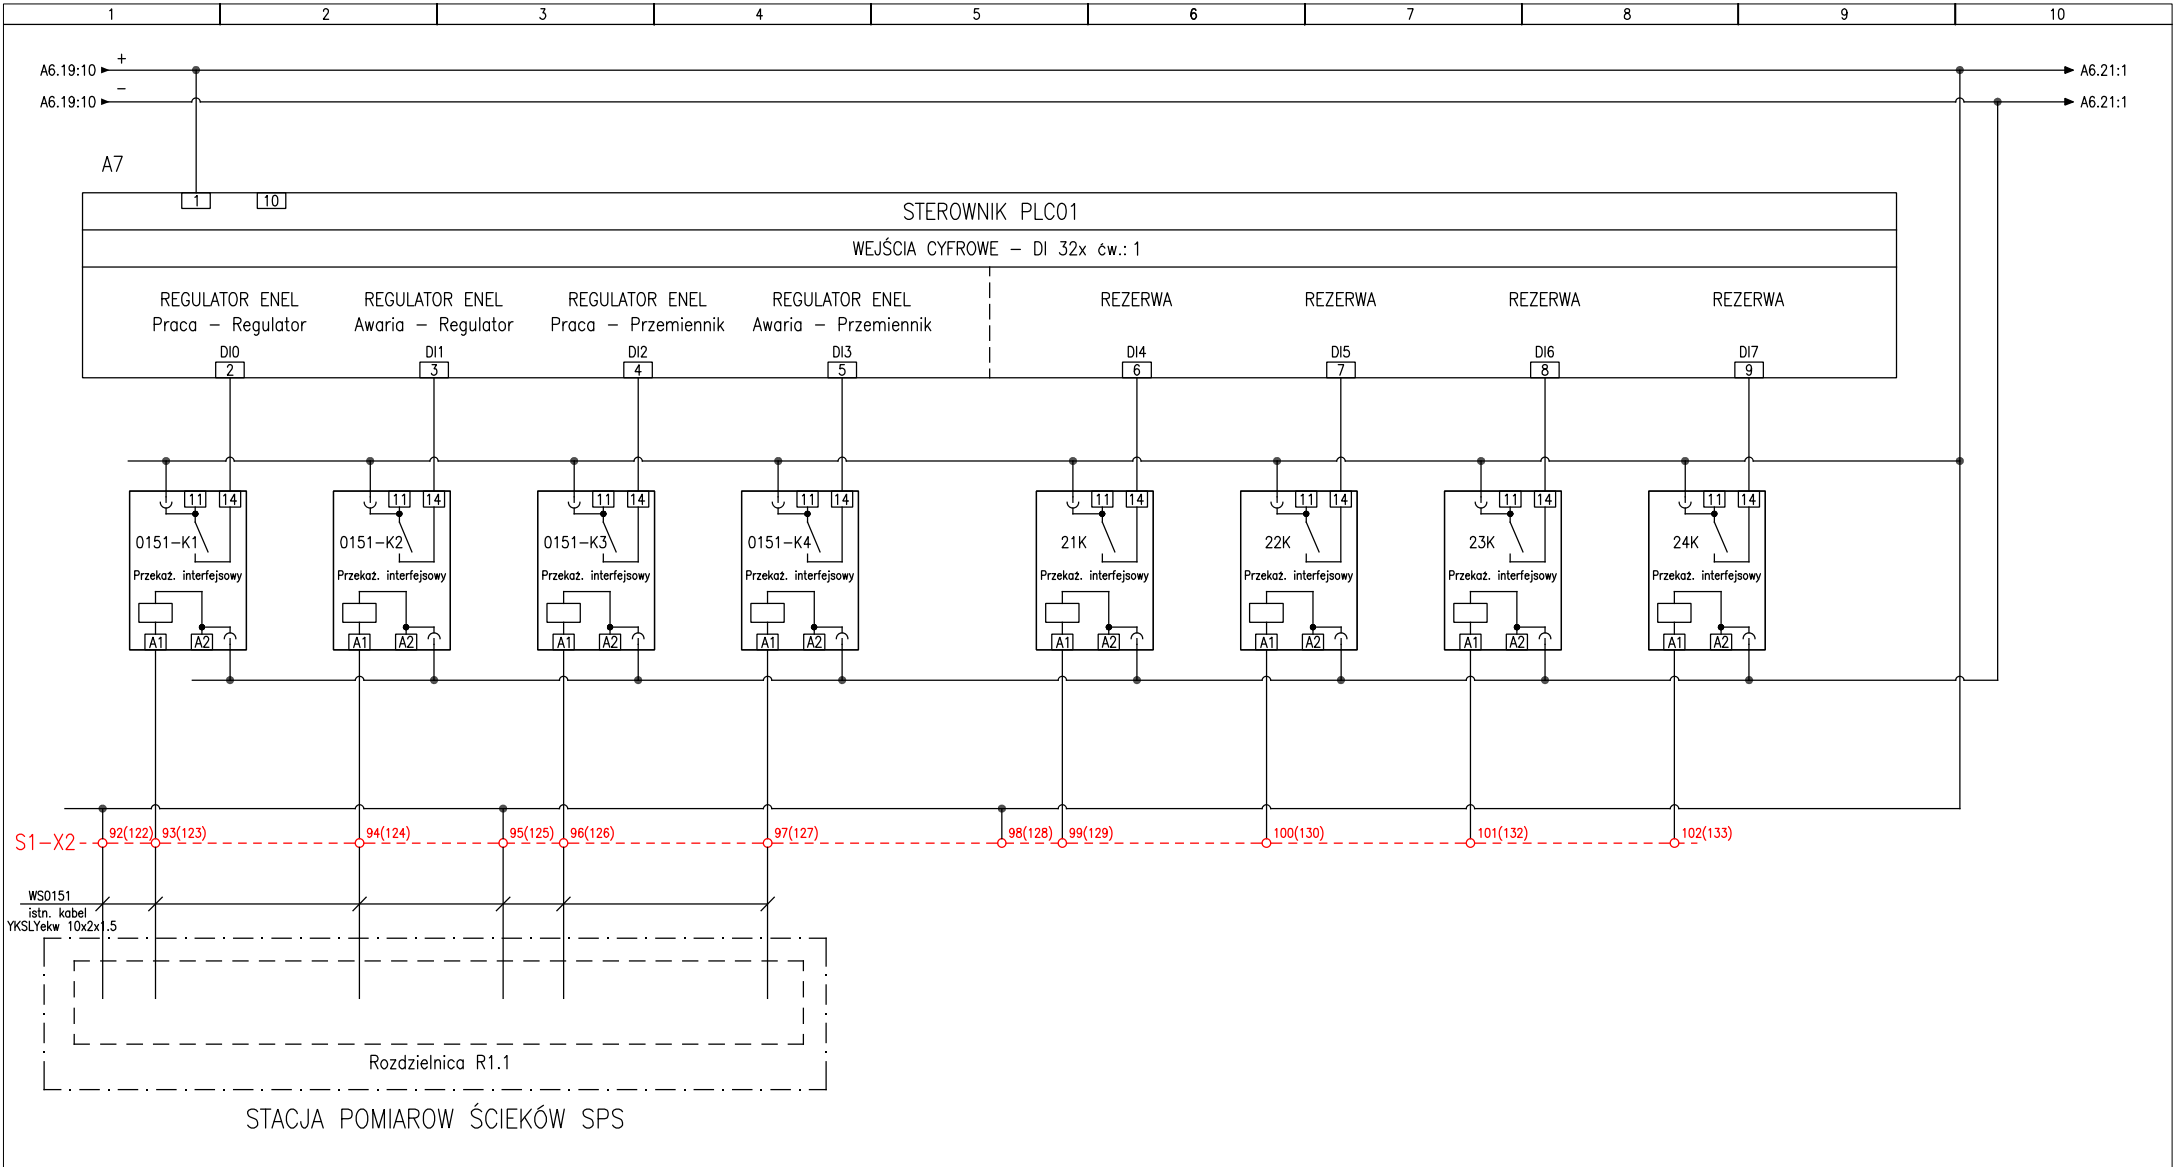 1 2 3 4 5 6 7 8 9 10
A6.19:10 + A6.21:1
A6.19:10 − A6.21:1
A7
1 10
STEROWNIK PLC01
WEJŚCIA CYFROWE − DI 32x ćw.: 1
REGULATOR ENEL REGULATOR ENEL REGULATOR ENEL REGULATOR ENEL REZERWA REZERWA REZERWA REZERWA
Praca − Regulator Awaria − Regulator Praca − Przemiennik Awaria − Przemiennik
DI0 DI1 DI2 DI3 DI4 DI5 DI6 DI7
2 3 4 5 6 7 8 9
11 14 11 14 11 14 11 14 11 14 11 14 11 14 11 14
0151−K1 0151−K2 0151−K3 0151−K4 21K 22K 23K 24K
Przekaź. interfejsowy Przekaź. interfejsowy Przekaź. interfejsowy Przekaź. interfejsowy Przekaź. interfejsowy Przekaź. interfejsowy Przekaź. interfejsowy Przekaź. interfejsowy
A1 A2 A1 A2 A1 A2 A1 A2 A1 A2 A1 A2 A1 A2 A1 A2
S1−X2 92(122) 93(123) 94(124) 95(125) 96(126) 97(127) 98(128) 99(129) 100(130) 101(132) 102(133)
WS0151
istn. kabel
YKSLYekw 10x2x1.5
Rozdzielnica R1.1
STACJA POMIAROW ŚCIEKÓW SPS